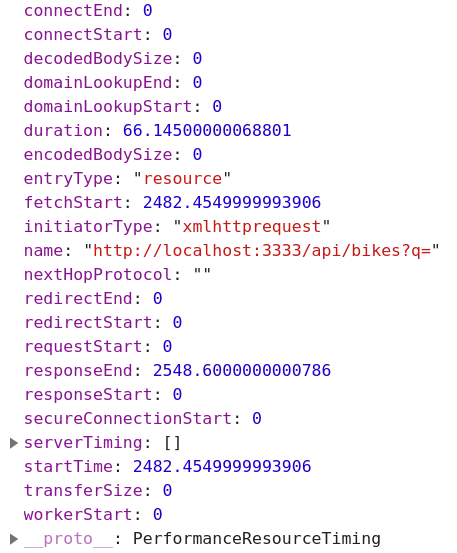 connectEnd: 0
connectStart: 0
decodedBodySize: 0
domainLookupEnd: 0
domainLookupStart: 0
duration: 66.14500000068801
encodedBodySize: 0
entryType: "resource"
fetchStart: 2482.4549999993906
initiatorType: "xmlhttprequest"
name: "http://localhost:3333/api/bikes?q="
nextHopProtocol: ""
redirectEnd: 0
redirectStart: 0
requestStart: 0
responseEnd: 2548.6000000000786
responseStart: 0
secureConnectionStart: 0
serverTiming: []
startTime: 2482.4549999993906
transferSize: 0
workerStart: 0
__proto__: PerformanceResourceTiming